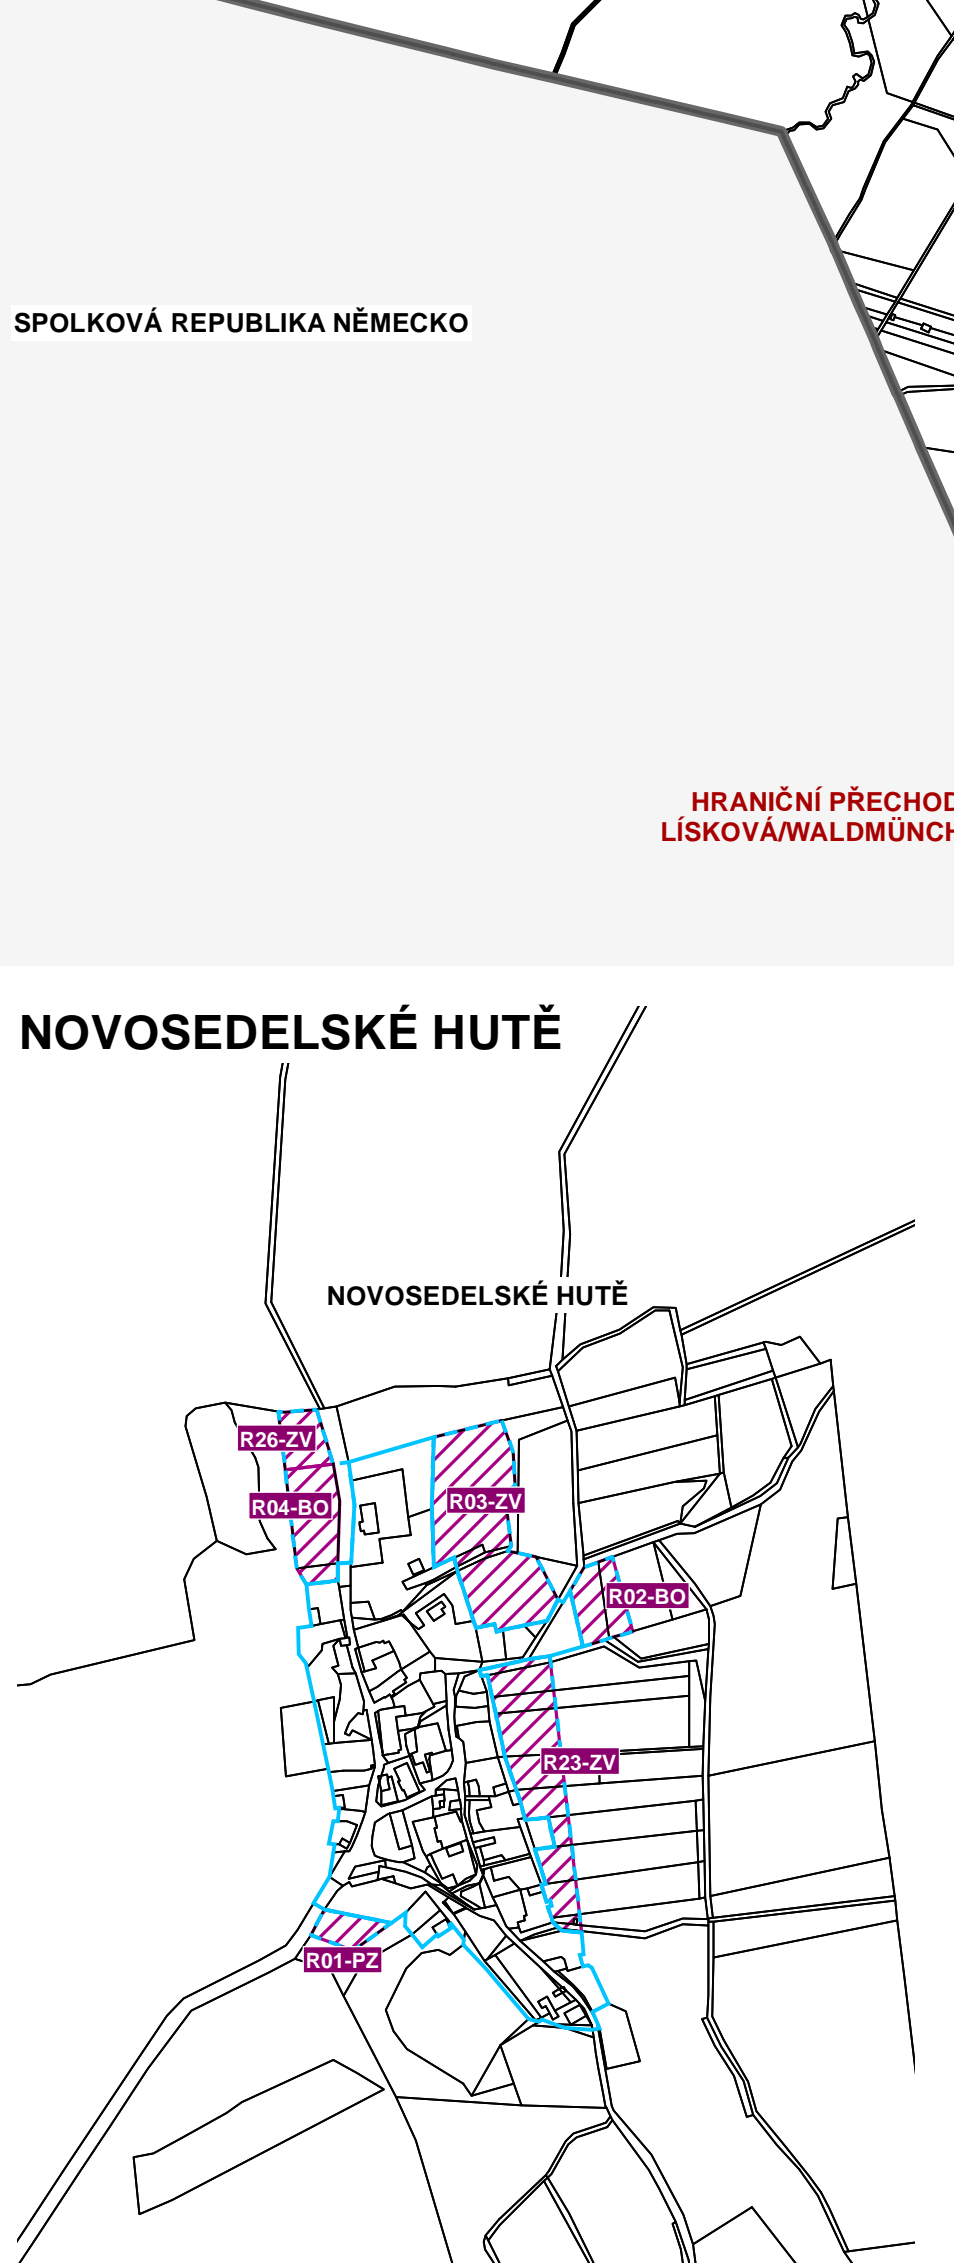 SPOLKOVÁ REPUBLIKA NĚMECKO
HRANIČNÍ PŘECHOD
LÍSKOVÁ/WALDMÜNCH
NOVOSEDELSKÉ HUTĚ
NOVOSEDELSKÉ HUTĚ
R26-ZV
R04-BO
R03-ZV
R02-BO
R23-ZV
R01-PZ